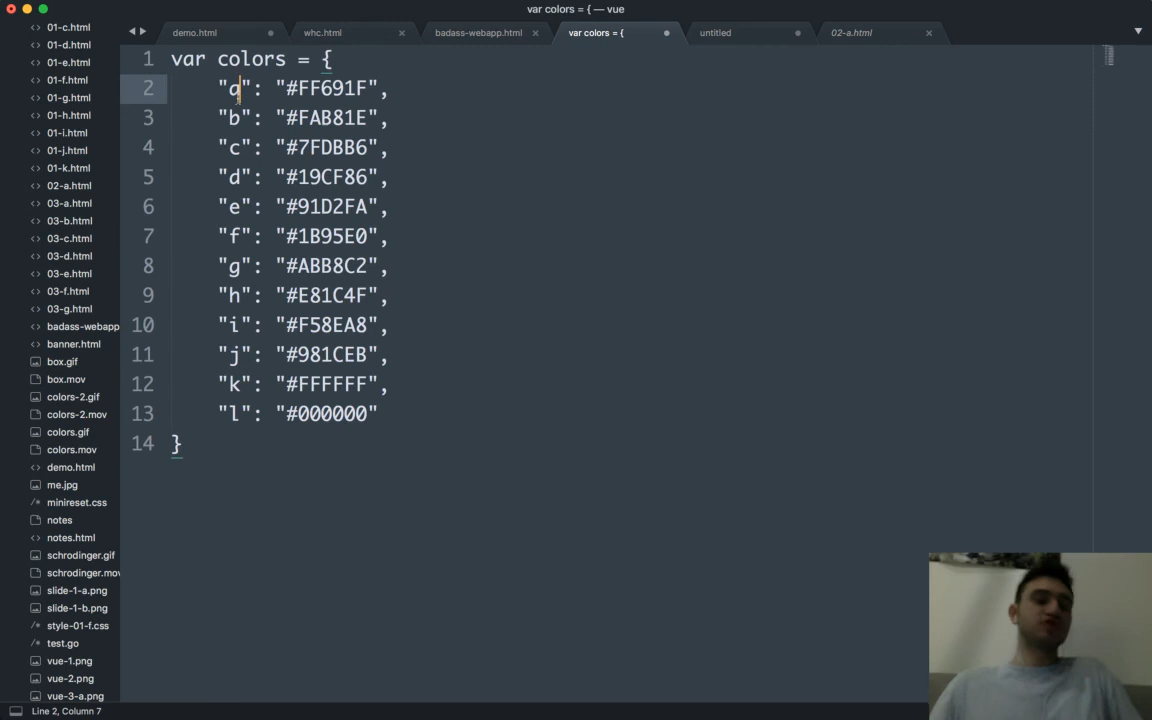 var colors = { — vue
demo.html
whc.html
badass-webapp.html
var colors = {
untitled
02-a.html
01-c.html
01-d.html
01-e.html
01-f.html
01-g.html
01-h.html
01-i.html
01-j.html
01-k.html
02-a.html
03-a.html
03-b.html
03-c.html
03-d.html
03-e.html
03-f.html
03-g.html
badass-webapp
banner.html
box.gif
box.mov
colors-2.gif
colors-2.mov
colors.gif
colors.mov
demo.html
me.jpg
minireset.css
notes
notes.html
schrodinger.gif
schrodinger.mov
slide-1-a.png
slide-1-b.png
style-01-f.css
test.go
vue-1.png
vue-2.png
vue-3-a.png
1 var colors = {
2 "a": "#FF691F",
3 "b": "#FAB81E",
4 "c": "#7FDBB6",
5 "d": "#19CF86",
6 "e": "#91D2FA",
7 "f": "#1B95E0",
8 "g": "#ABB8C2",
9 "h": "#E81C4F",
10 "i": "#F58EA8",
11 "j": "#981CEB",
12 "k": "#FFFFFF",
13 "l": "#000000"
14 }
Line 2, Column 7